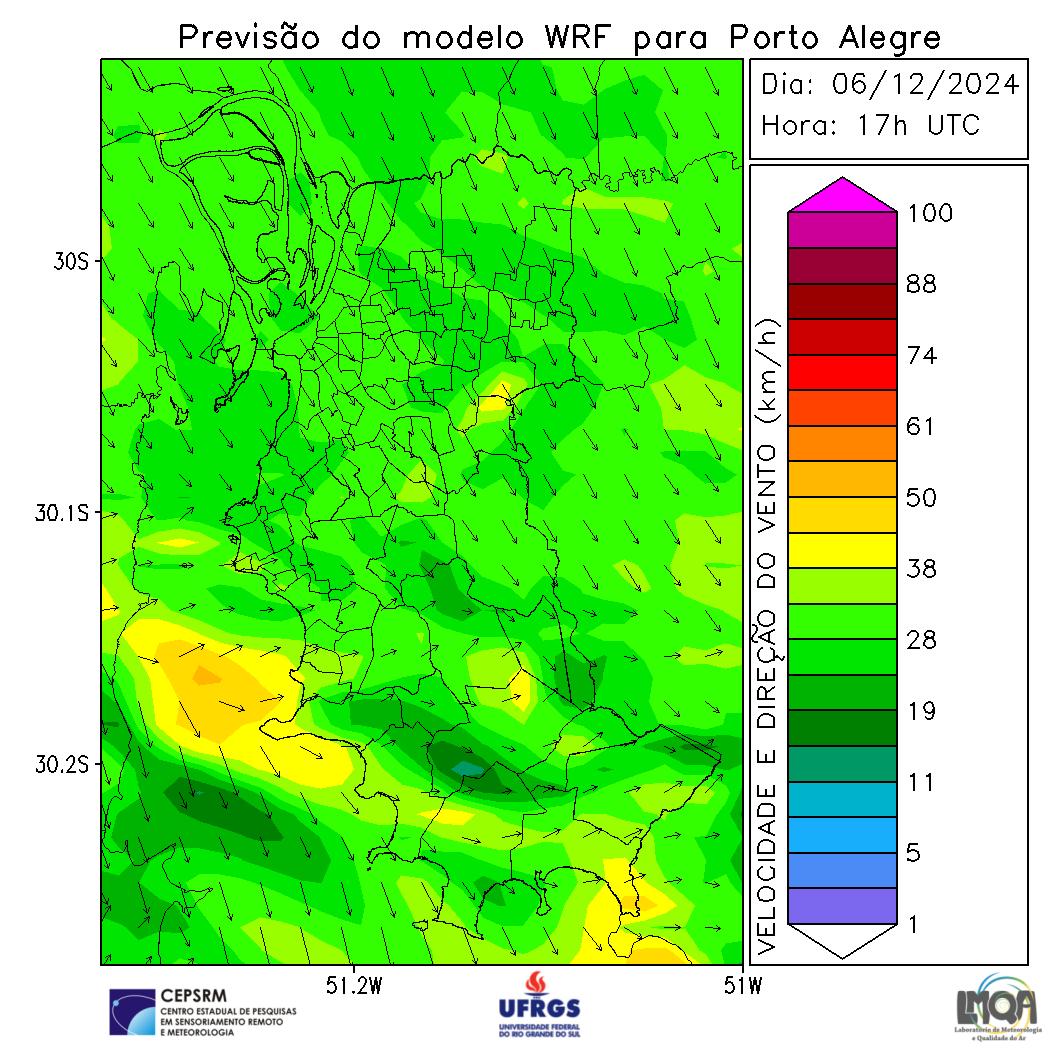 Previsão do modelo WRF para Porto Alegre
Dia: 06/12/2024
Hora: 17h UTC
30S
30.1S
30.2S
51.2W
51W
VELOCIDADE E DIREÇÃO DO VENTO (km/h)
100
88
74
61
50
38
28
19
11
5
1
CEPSRM
CENTRO ESTADUAL DE PESQUISAS
EM SENSORIAMENTO REMOTO
E METEOROLOGIA
UFRGS
UNIVERSIDADE FEDERAL
DO RIO GRANDE DO SUL
LMQA
Laboratório de Meteorologia
e Qualidade do Ar